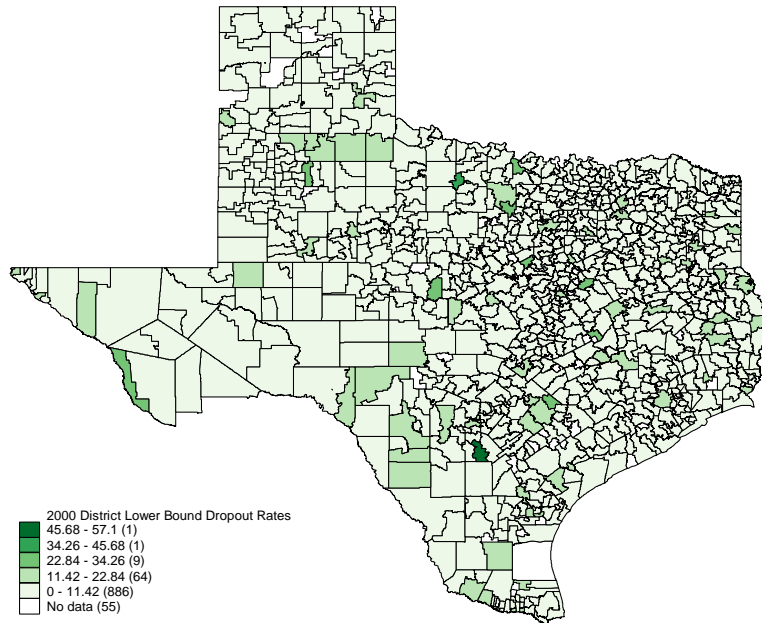 2000 District Lower Bound Dropout Rates
45.68 - 57.1 (1)
34.26 - 45.68 (1)
22.84 - 34.26 (9)
11.42 - 22.84 (64)
0 - 11.42 (886)
No data (55)